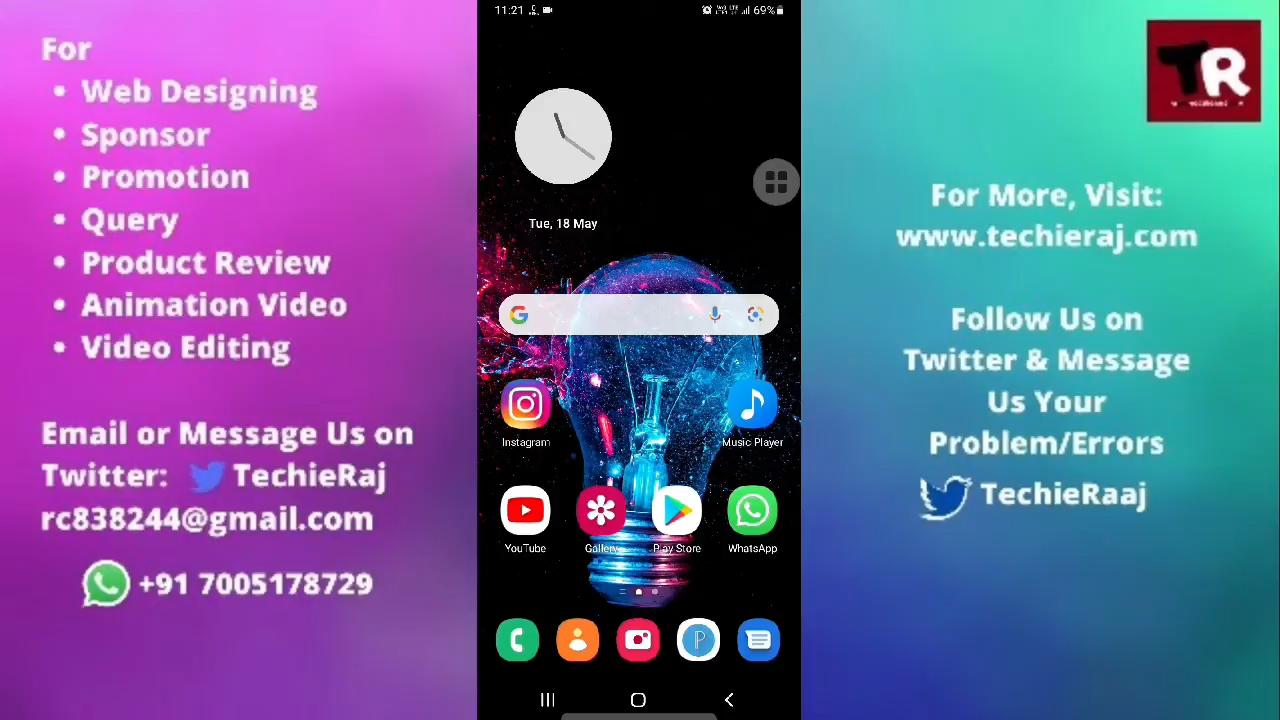 For
• Web Designing
• Sponsor
• Promotion
• Query
• Product Review
• Animation Video
• Video Editing
Email or Message Us on
Twitter: TechieRaj
rc838244@gmail.com
+91 7005178729
11:21
69%
Tue, 18 May
Instagram
Music Player
YouTube
Gallery
Play Store
WhatsApp
TR
For More, Visit:
www.techieraj.com
Follow Us on
Twitter & Message
Us Your
Problem/Errors
TechieRaaj